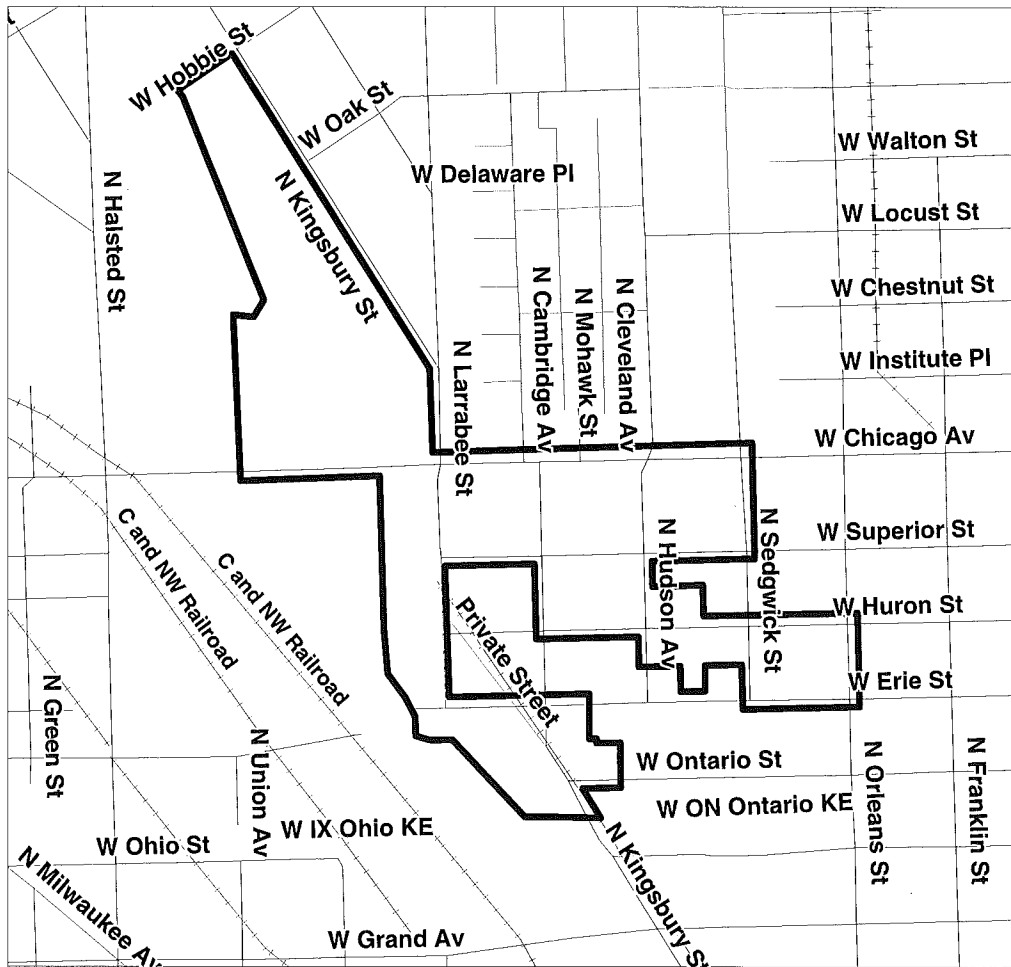 t
W Hobbie St
W Oak St
W Walton St
W Delaware Pl
N Halsted St
N Kingsbury St
W Locust St
W Chestnut St
N Cambridge Av
N Mohawk St
N Cleveland Av
N Larrabee St
W Institute Pl
W Chicago Av
C and NW Railroad
C and NW Railroad
N Hudson Av
N Sedgwick St
W Superior St
Private Street
W Huron St
W Erie St
N Green St
N Union Av
W Ontario St
N Orleans St
N Franklin St
W ON Ontario KE
W IX Ohio KE
W Ohio St
N Milwaukee Av
N Kingsbury St
W Grand Av